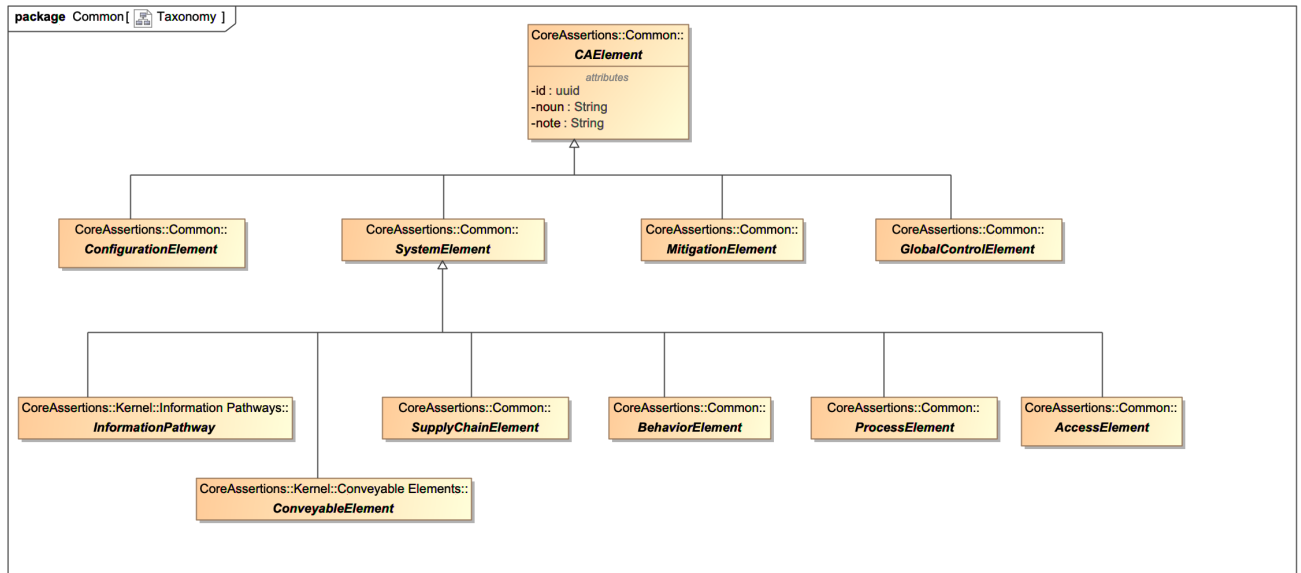 package Common[ Taxonomy ]
CoreAssertions::Common::
CAElement
attributes
-id : uuid
-noun : String
-note : String
CoreAssertions::Common::
ConfigurationElement
CoreAssertions::Common::
SystemElement
CoreAssertions::Common::
MitigationElement
CoreAssertions::Common::
GlobalControlElement
CoreAssertions::Kernel::Information Pathways::
InformationPathway
CoreAssertions::Common::
SupplyChainElement
CoreAssertions::Common::
BehaviorElement
CoreAssertions::Common::
ProcessElement
CoreAssertions::Common::
AccessElement
CoreAssertions::Kernel::Conveyable Elements::
ConveyableElement